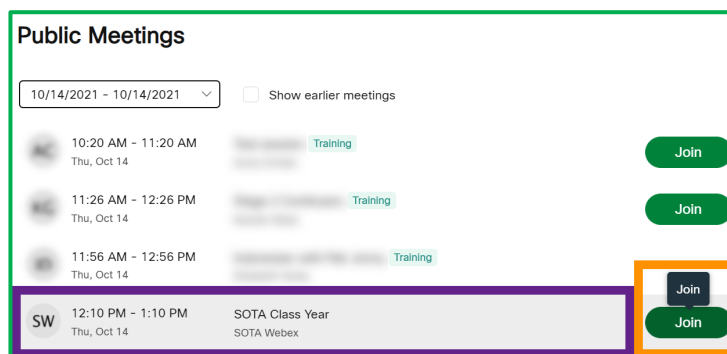 Public Meetings
10/14/2021 - 10/14/2021 Show earlier meetings
10:20 AM - 11:20 AM Training
Thu, Oct 14
Join
11:26 AM - 12:26 PM Training
Thu, Oct 14
Join
11:56 AM - 12:56 PM Training
Thu, Oct 14
Join
SW 12:10 PM - 1:10 PM SOTA Class Year
Thu, Oct 14 SOTA Webex
Join